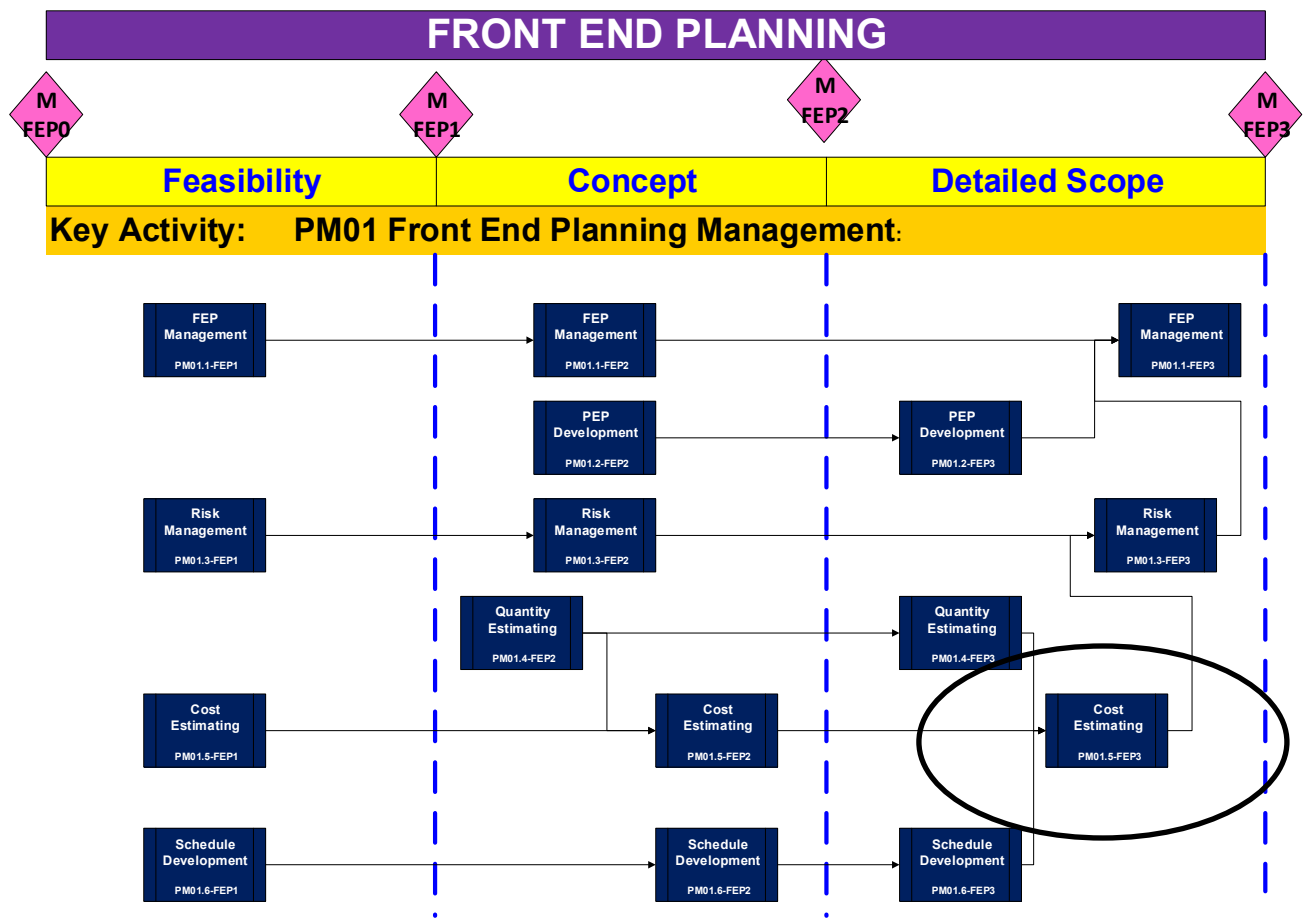 FRONT END PLANNING
M
FEP0
M
FEP1
M
FEP2
M
FEP3
Feasibility
Concept
Detailed Scope
Key Activity: PM01 Front End Planning Management:
FEP
Management
PM01.1-FEP1
FEP
Management
PM01.1-FEP2
FEP
Management
PM01.1-FEP3
PEP
Development
PM01.2-FEP2
PEP
Development
PM01.2-FEP3
Risk
Management
PM01.3-FEP1
Risk
Management
PM01.3-FEP2
Risk
Management
PM01.3-FEP3
Quantity
Estimating
PM01.4-FEP2
Quantity
Estimating
PM01.4-FEP3
Cost
Estimating
PM01.5-FEP1
Cost
Estimating
PM01.5-FEP2
Cost
Estimating
PM01.5-FEP3
Schedule
Development
PM01.6-FEP1
Schedule
Development
PM01.6-FEP2
Schedule
Development
PM01.6-FEP3